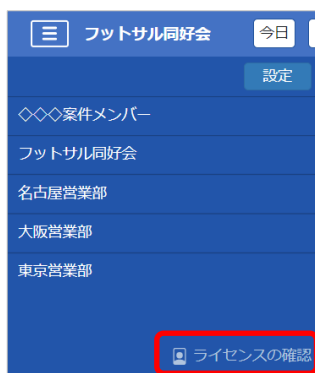 フットサル同好会 今日
設定
◇◇◇案件メンバー
フットサル同好会
名古屋営業部
大阪営業部
東京営業部
ライセンスの確認